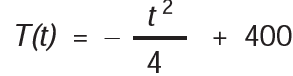 T(t) = − t²/4 + 400